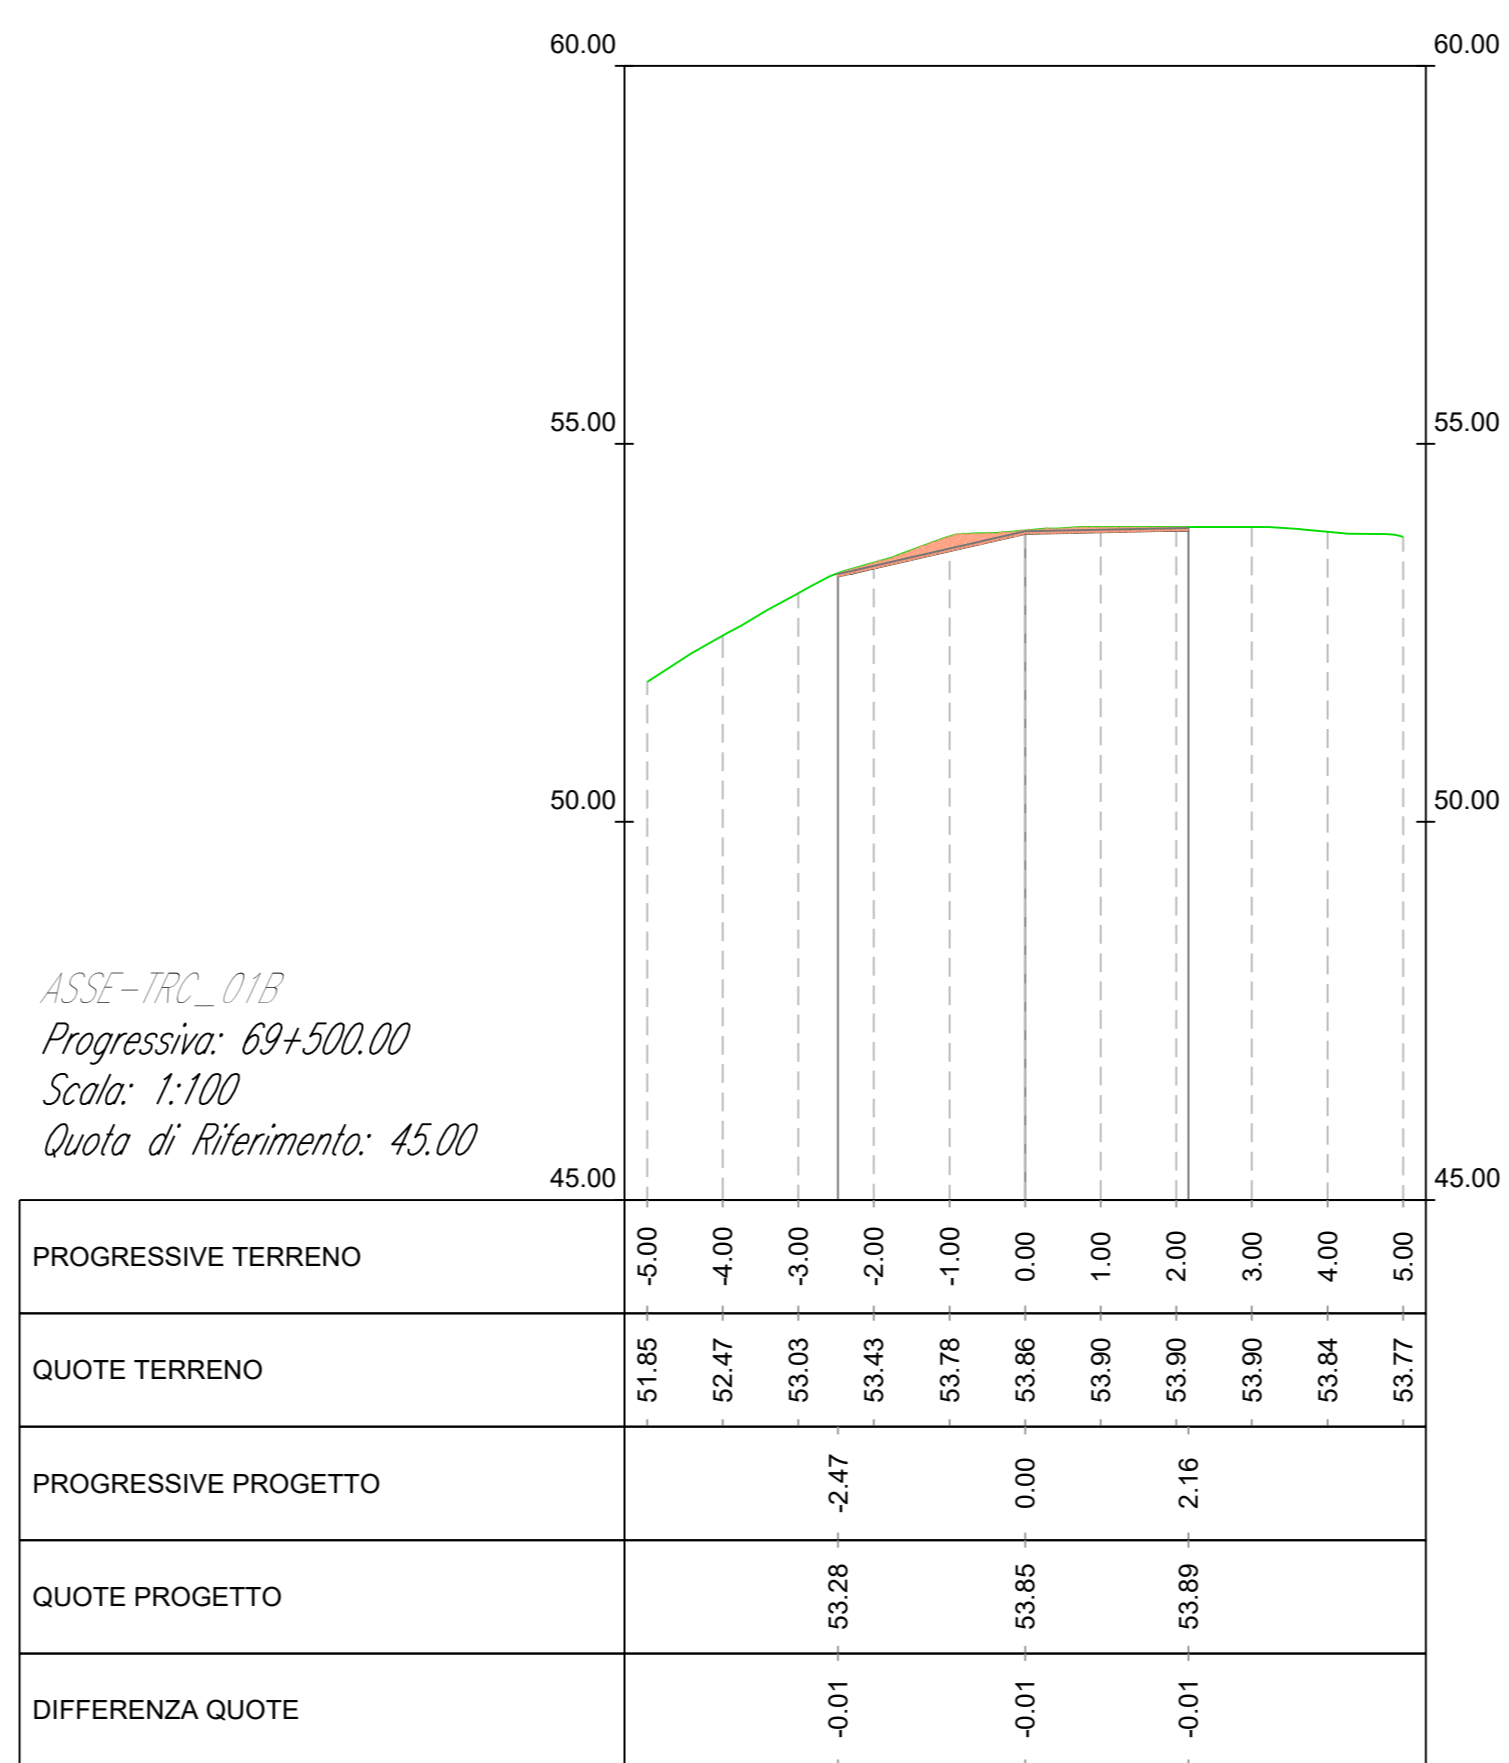 60.00 60.00
55.00 55.00
50.00 50.00
ASSE-TRC_01B
Progressiva: 69+500.00
Scala: 1:100
Quota di Riferimento: 45.00
45.00 45.00
PROGRESSIVE TERRENO -5.00 -4.00 -3.00 -2.00 -1.00 0.00 1.00 2.00 3.00 4.00 5.00
QUOTE TERRENO 51.85 52.47 53.03 53.43 53.78 53.86 53.90 53.90 53.90 53.84 53.77
PROGRESSIVE PROGETTO -2.47 0.00 2.16
QUOTE PROGETTO 53.28 53.85 53.89
DIFFERENZA QUOTE -0.01 -0.01 -0.01